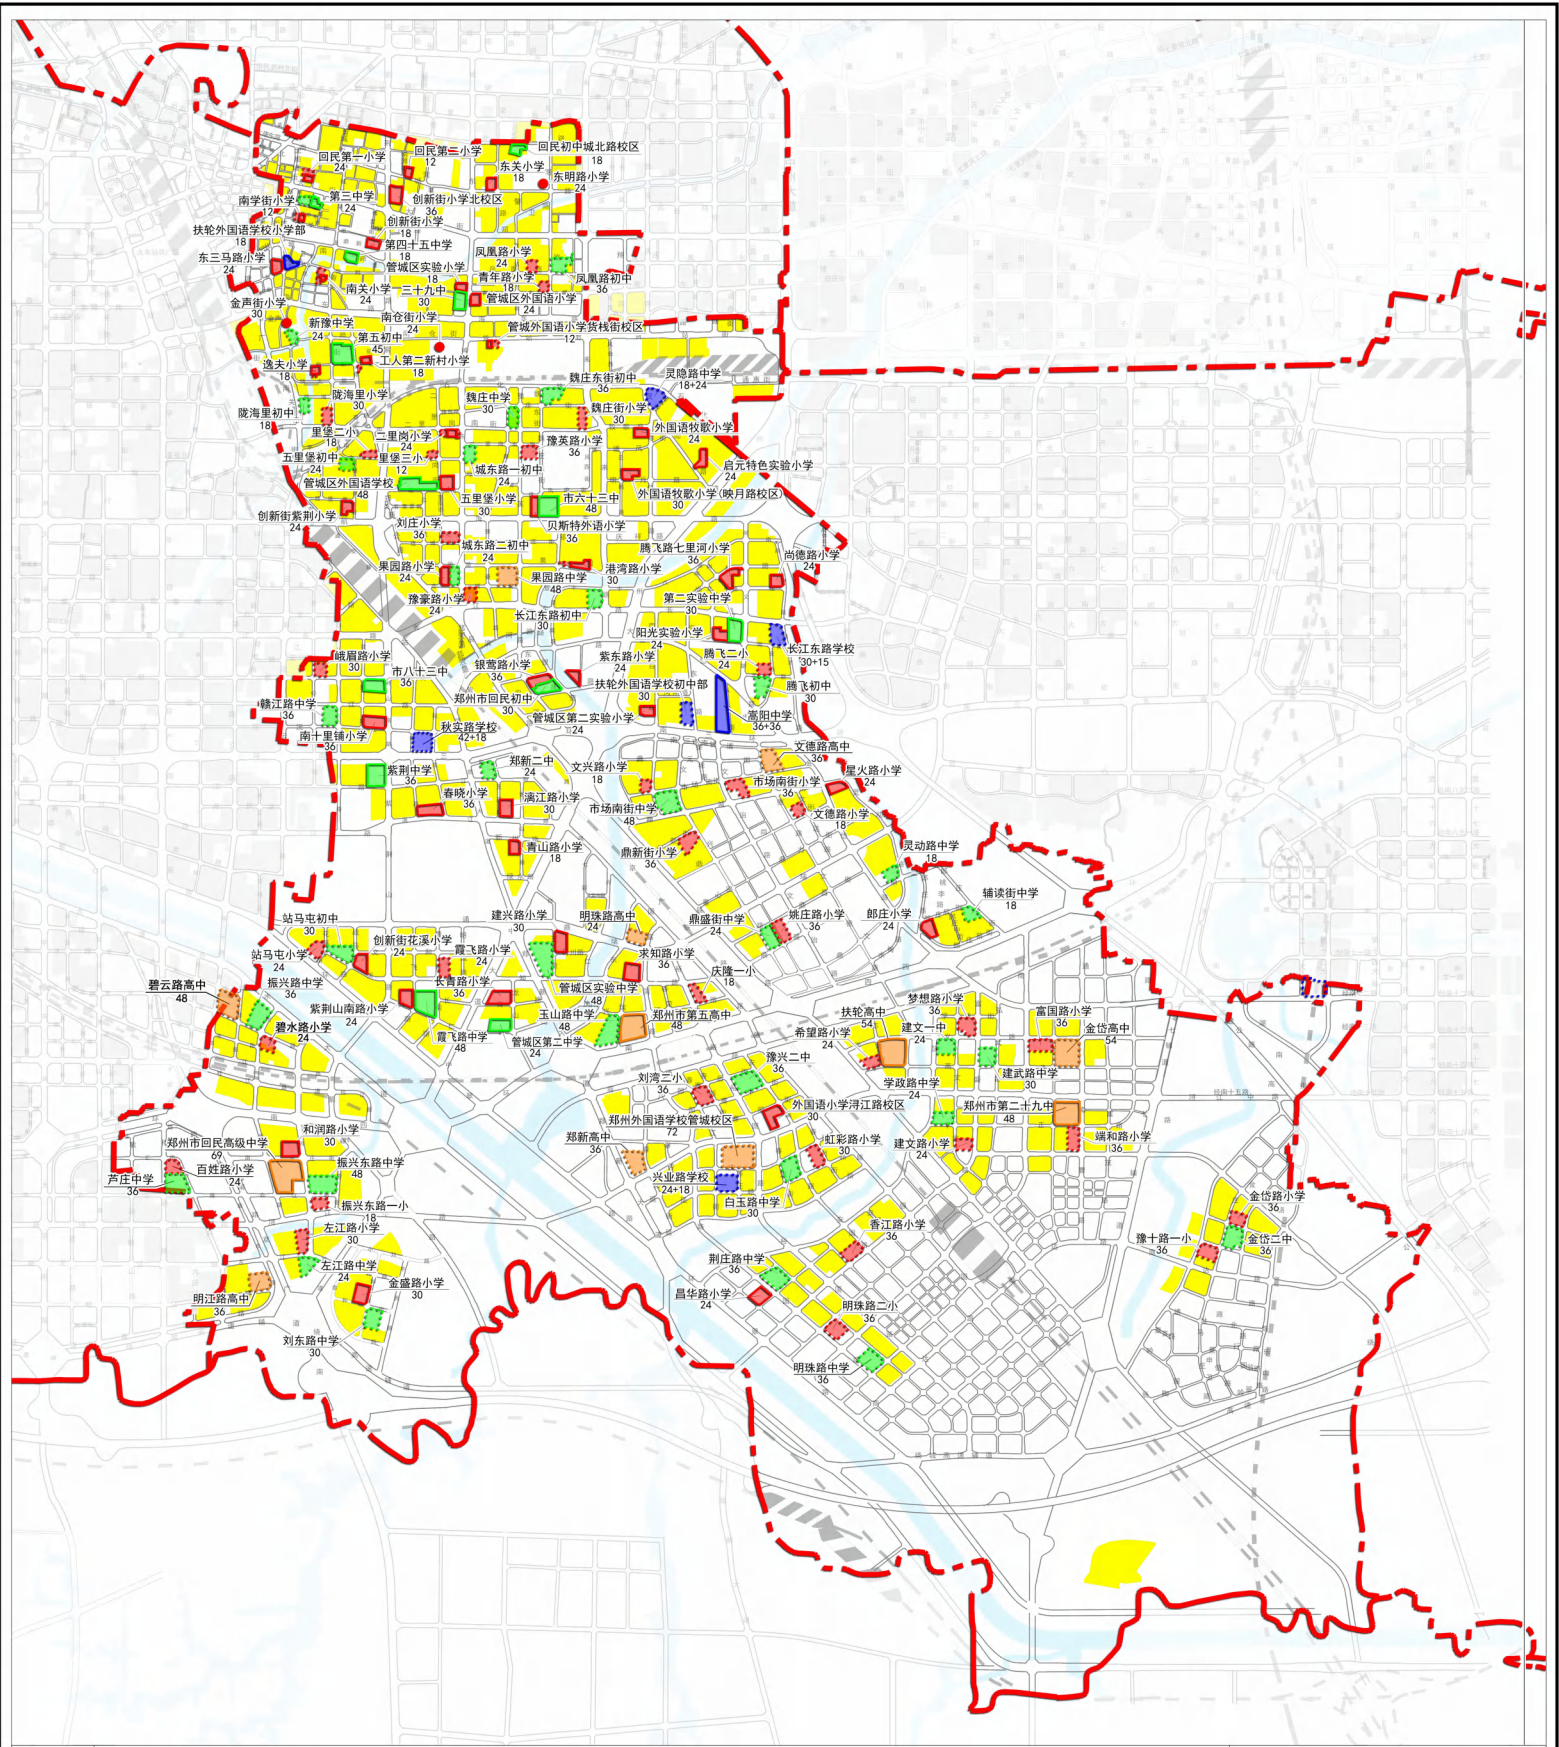 回民第一小学
24
回民第二小学
12
回民初中城北路校区
18
东关小学
18
东明路小学
24
南学街小学
12
第三中学
24
创新街小学北校区
36
扶轮外国语学校小学部
18
创新街小学
18
第四十五中学
18
东三马路小学
24
管城区实验小学
18
凤凰路小学
24
青年路小学
18
凤凰路初中
36
南关小学
24
三十九中
30
管城区外国语小学
24
金声街小学
30
新豫中学
24
南仓街小学
24
管城外国语小学货栈街校区
12
第五初中
45
工人第二新村小学
18
逸夫小学
18
陇海里小学
30
陇海里初中
18
魏庄中学
30
魏庄东街初中
36
灵隐路中学
18+24
魏庄街小学
30
里堡二小
18
二里岗小学
24
豫英路小学
36
外国语牧歌小学
24
五里堡初中
24
里堡三小
12
城东路一初中
24
启元特色实验小学
24
管城区外国语学校
48
五里堡小学
30
市六十三中
48
外国语牧歌小学(映月路校区)
30
创新街紫荆小学
24
刘庄小学
36
贝斯特外语小学
36
城东路二初中
24
腾飞路七里河小学
36
尚德路小学
24
果园路小学
24
果园路中学
48
港湾路小学
30
豫豪路小学
24
第二实验中学
30
长江东路初中
30
阳光实验小学
24
长江东路学校
30+15
峨眉路小学
30
市八十三中
36
银莺路小学
36
紫东路小学
24
腾飞二小
24
腾飞初中
30
赣江路中学
36
郑州市回民初中
30
扶轮外国语学校初中部
30
管城区第二实验小学
24
嵩阳中学
36+36
南十里铺小学
36
秋实路学校
42+18
文德路高中
36
紫荆中学
36
郑新二中
24
文兴路小学
18
市场南街小学
36
星火路小学
24
春晓小学
36
漓江路小学
30
市场南街中学
48
文德路小学
18
青山路小学
18
鼎新街小学
36
灵动路中学
18
辅读街中学
18
站马屯初中
30
创新街花溪小学
24
建兴路小学
30
明珠路高中
24
鼎盛街中学
24
姚庄路小学
36
郎庄小学
24
站马屯小学
24
霞飞路小学
24
求知路小学
36
碧云路高中
48
振兴路中学
36
长青路小学
36
管城区实验中学
48
庆隆一小
18
紫荆山南路小学
24
玉山路中学
48
郑州市第五高中
48
梦想路小学
36
扶轮高中
54
富国路小学
36
碧水路小学
24
霞飞路中学
48
管城区第二中学
24
希望路小学
24
建文一中
24
金岱高中
54
豫兴二中
36
刘湾二小
36
学政路中学
24
建武路中学
30
郑州外国语学校管城校区
72
外国语小学浔江路校区
30
郑州市第二十九中
48
和润路小学
30
郑州市回民高级中学
69
郑新高中
36
虹彩路小学
30
建文路小学
24
端和路小学
36
芦庄中学
36
百姓路小学
24
振兴东路中学
48
兴业路学校
24+18
白玉路中学
30
振兴东路一小
18
金岱路小学
36
左江路小学
30
香江路小学
36
豫十路一小
36
金岱二中
36
左江路中学
24
荆庄路中学
36
明江路高中
36
金盛路小学
30
昌华路小学
24
明珠路二小
36
刘东路中学
30
明珠路中学
36